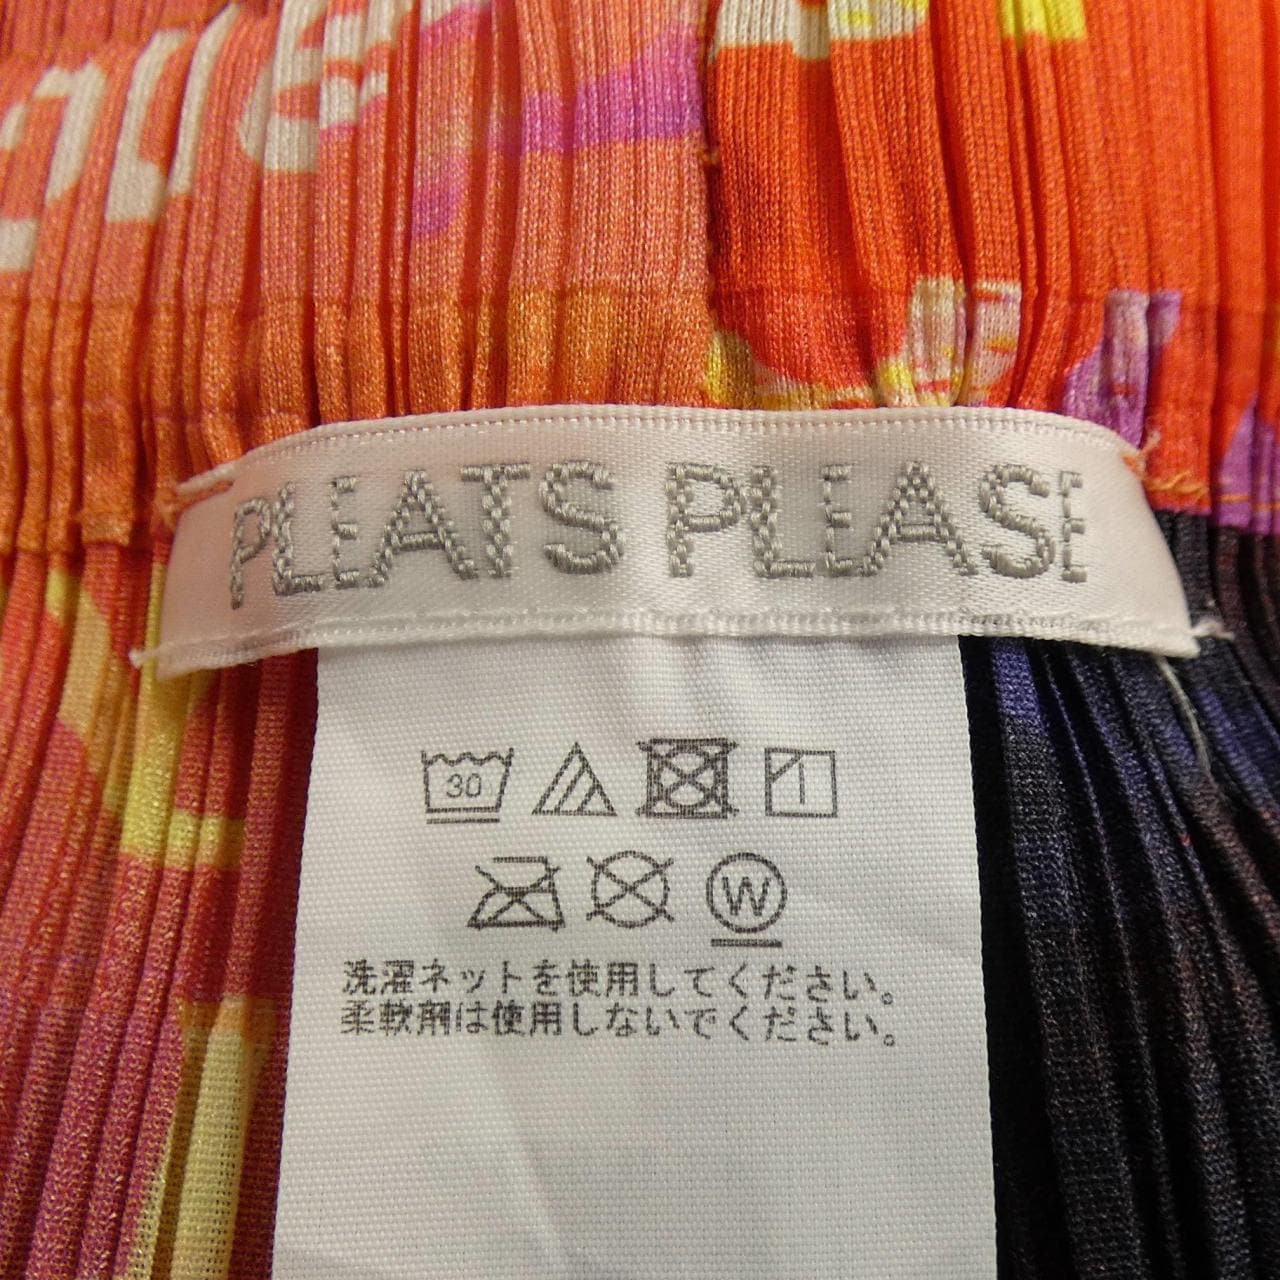 PLEATS PLEASE
30
W
洗濯ネットを使用してください。
柔軟剤は使用しないでください。